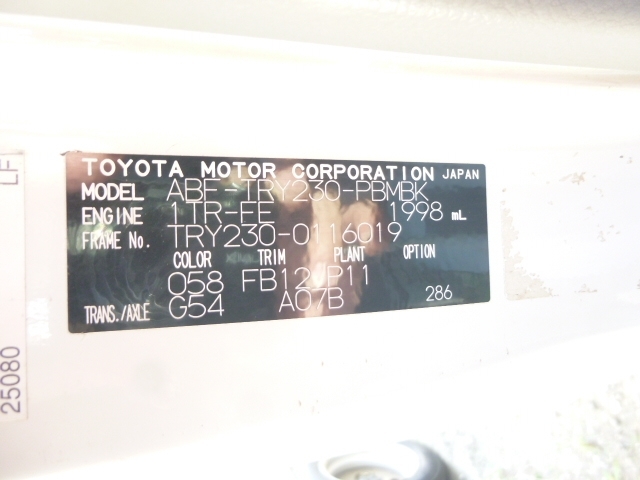 TOYOTA MOTOR CORPORATION JAPAN
MODEL ABF-TRY230-PBMBK
ENGINE 1TR-FE 1998 mL
FRAME No. TRY230-0116019
COLOR TRIM PLANT OPTION
058 FB12 P11
TRANS./AXLE G54 A07B 286
25080
LF